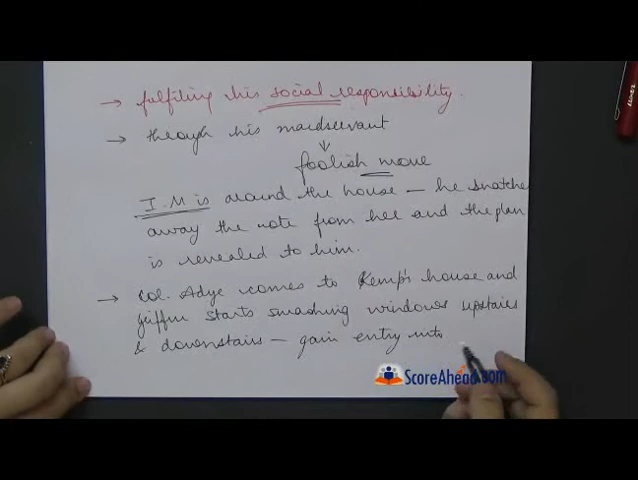 → fulfiling his social responsibility.
→ through his maidservant
↓
foolish move
I.M is around the house — he snatches
away the note from her and the plan
is revealed to him.
→ Col. Adye comes to Kemp's house and
Griffin starts smashing windows upstairs
& downstairs — gain entry into
ScoreAhead.com